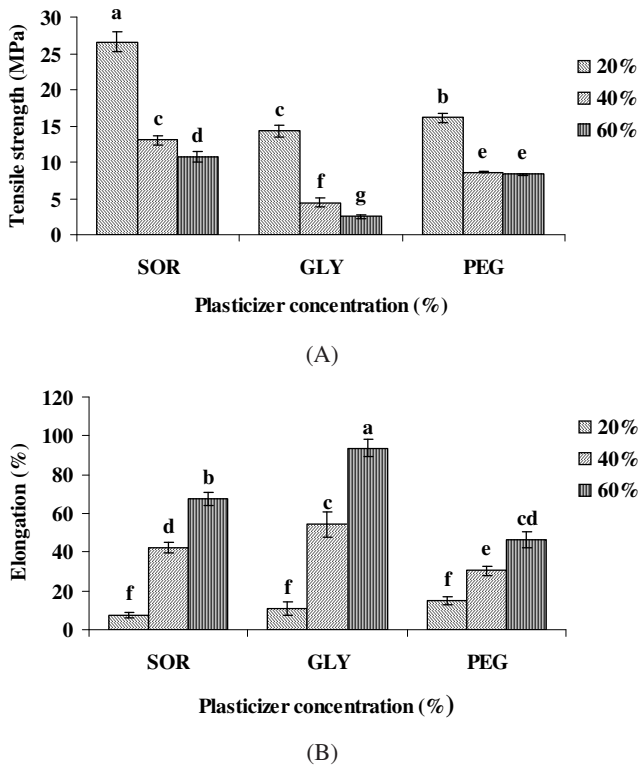 30
25
20
15
10
5
0
Tensile strength (MPa)
a
c
d
c
f
g
b
e
e
20%
40%
60%
SOR GLY PEG
Plasticizer concentration (%)
(A)
120
100
80
60
40
20
0
Elongation (%)
f
d
b
f
c
a
f
e
cd
20%
40%
60%
SOR GLY PEG
Plasticizer concentration (%)
(B)